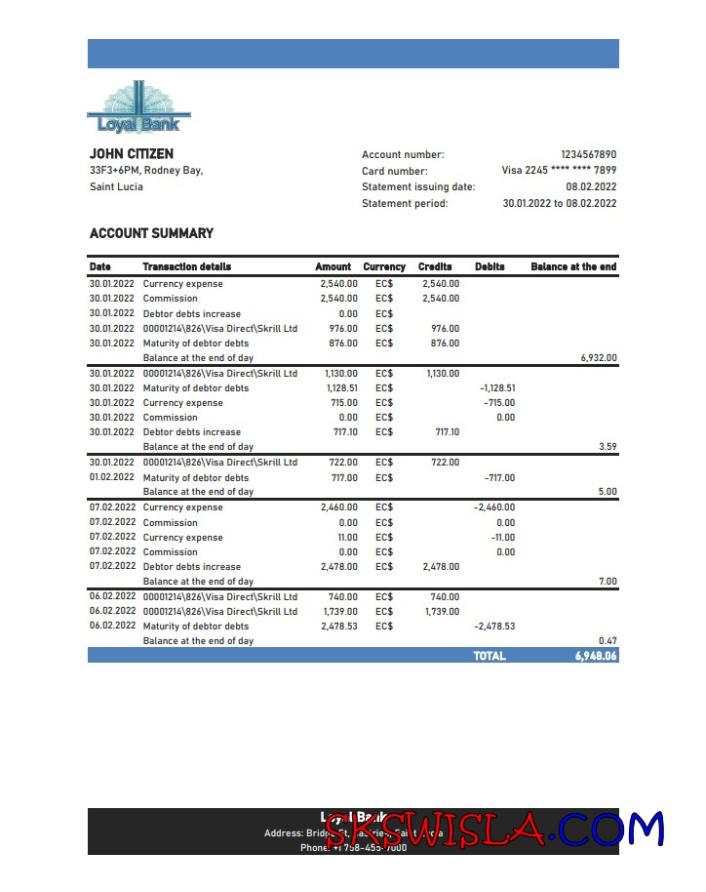 Loyal Bank
JOHN CITIZEN
33F3+6PM, Rodney Bay,
Saint Lucia
Account number: 1234567890
Card number: Visa 2245 **** **** 7899
Statement issuing date: 08.02.2022
Statement period: 30.01.2022 to 08.02.2022
ACCOUNT SUMMARY
Date Transaction details Amount Currency Credits Debits Balance at the end
30.01.2022 Currency expense 2,540.00 EC$ 2,540.00
30.01.2022 Commission 2,540.00 EC$ 2,540.00
30.01.2022 Debtor debts increase 0.00 EC$
30.01.2022 00001214\826\Visa Direct\Skrill Ltd 976.00 EC$ 976.00
30.01.2022 Maturity of debtor debts 876.00 EC$ 876.00
Balance at the end of day 6,932.00
30.01.2022 00001214\826\Visa Direct\Skrill Ltd 1,130.00 EC$ 1,130.00
30.01.2022 Maturity of debtor debts 1,128.51 EC$ -1,128.51
30.01.2022 Currency expense 715.00 EC$ -715.00
30.01.2022 Commission 0.00 EC$ 0.00
30.01.2022 Debtor debts increase 717.10 EC$ 717.10
Balance at the end of day 3.59
30.01.2022 00001214\826\Visa Direct\Skrill Ltd 722.00 EC$ 722.00
01.02.2022 Maturity of debtor debts 717.00 EC$ -717.00
Balance at the end of day 5.00
07.02.2022 Currency expense 2,460.00 EC$ -2,460.00
07.02.2022 Commission 0.00 EC$ 0.00
07.02.2022 Currency expense 11.00 EC$ -11.00
07.02.2022 Commission 0.00 EC$ 0.00
07.02.2022 Debtor debts increase 2,478.00 EC$ 2,478.00
Balance at the end of day 7.00
06.02.2022 00001214\826\Visa Direct\Skrill Ltd 740.00 EC$ 740.00
06.02.2022 00001214\826\Visa Direct\Skrill Ltd 1,739.00 EC$ 1,739.00
06.02.2022 Maturity of debtor debts 2,478.53 EC$ -2,478.53
Balance at the end of day 0.47
TOTAL 6,948.06
Loyal Bank
Address: Bridge St, Castries, Saint Lucia
Phone: +1 758-455-7000
SKSWISLA.COM